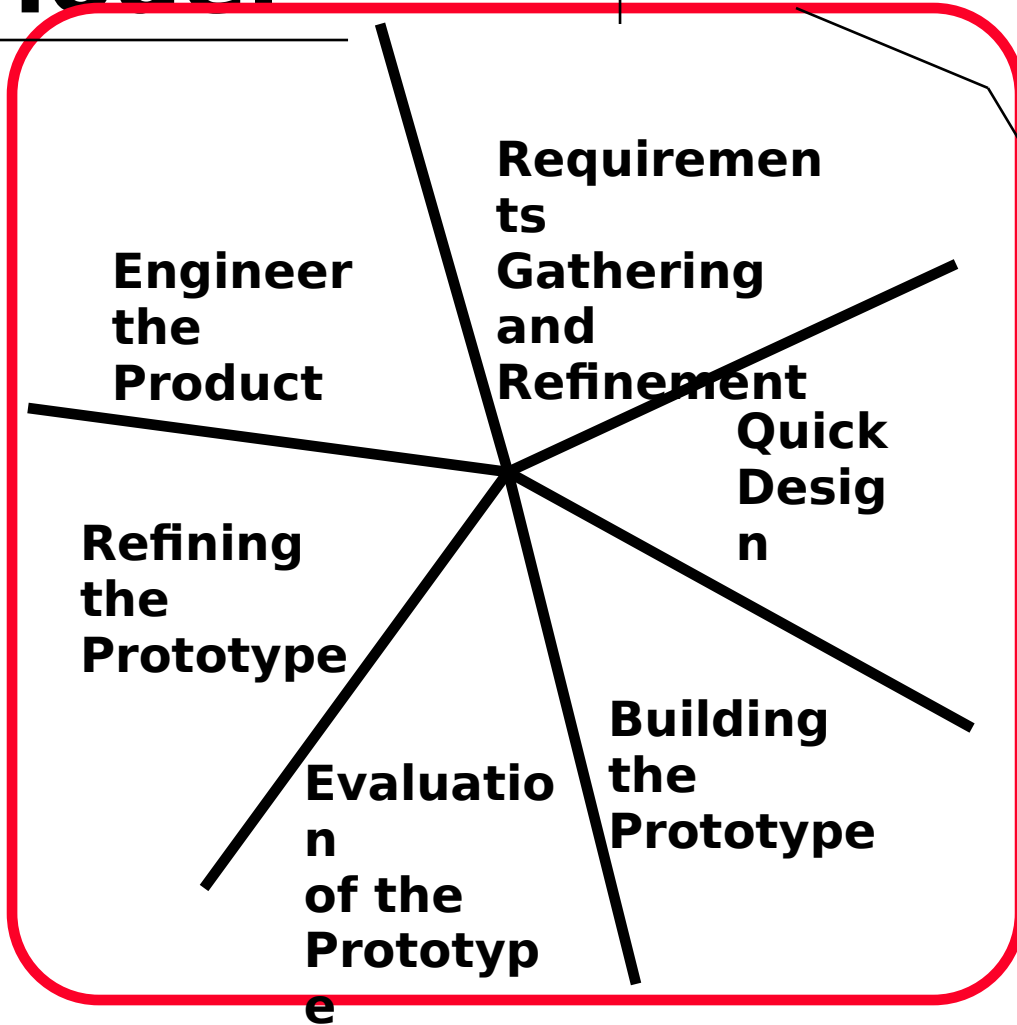 Requiremen
ts
Gathering
and
Refinement
Engineer
the
Product
Quick
Desig
n
Refining
the
Prototype
Building
the
Prototype
Evaluatio
n
of the
Prototyp
e